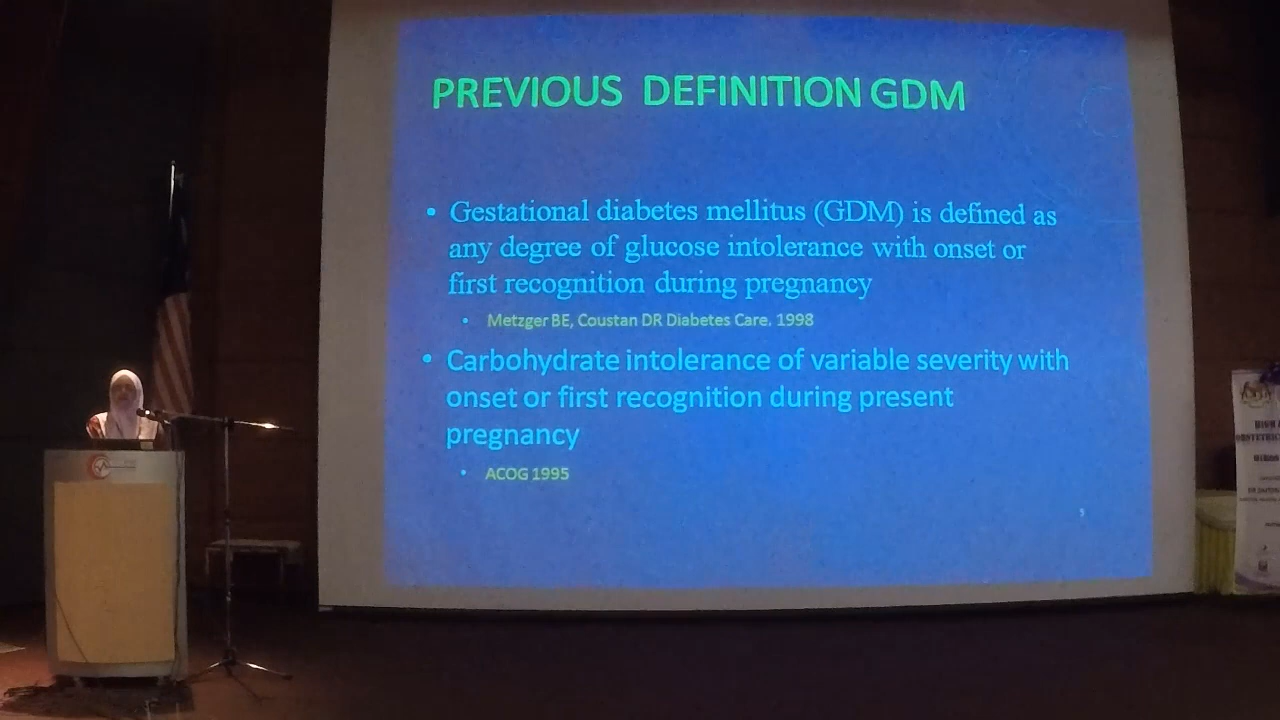 PREVIOUS DEFINITION GDM
• Gestational diabetes mellitus (GDM) is defined as
any degree of glucose intolerance with onset or
first recognition during pregnancy
• Metzger BE, Coustan DR Diabetes Care. 1998
• Carbohydrate intolerance of variable severity with
onset or first recognition during present
pregnancy
• ACOG 1995